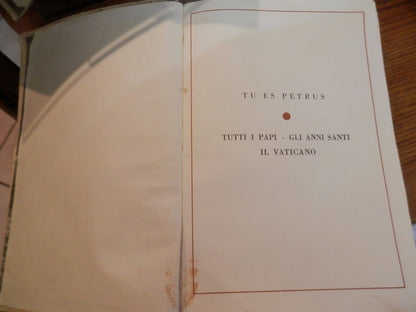 TU ES PETRUS
TUTTI I PAPI - GLI ANNI SANTI
IL VATICANO